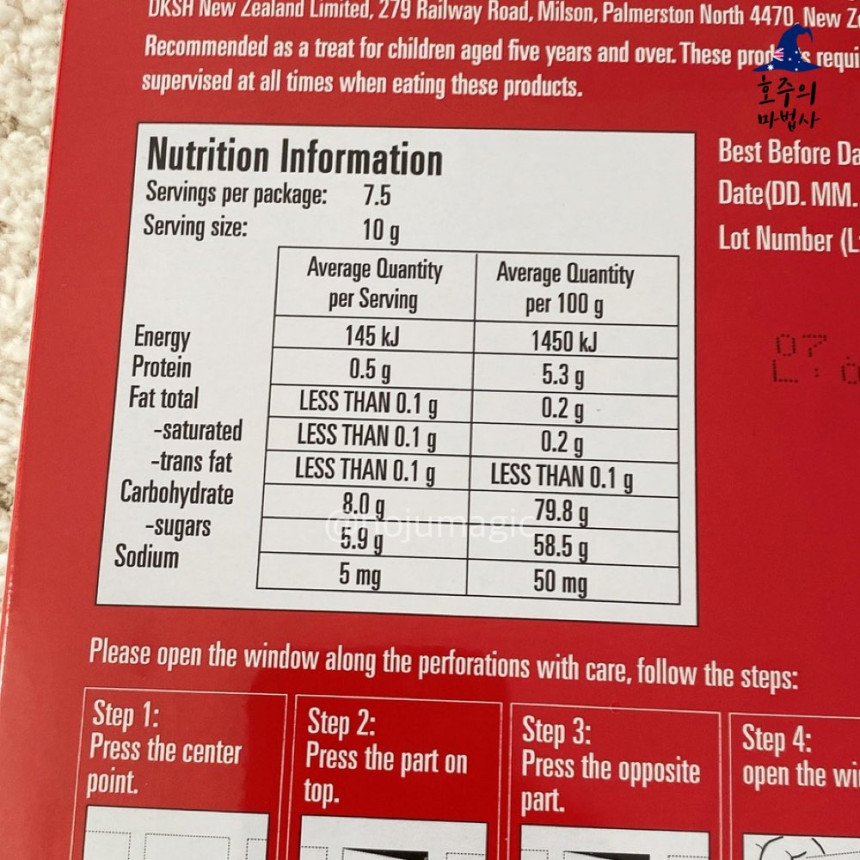 DKSH New Zealand Limited, 279 Railway Road, Milson, Palmerston North 4470, New
Recommended as a treat for children aged five years and over. These
supervised at all times when eating these products.
호주의
마법사
Nutrition Information
Servings per package: 7.5
Serving size: 10 g
Average Quantity per Serving Average Quantity per 100 g
Energy 145 kJ 1450 kJ
Protein 0.5 g 5.3 g
Fat total LESS THAN 0.1 g 0.2 g
-saturated LESS THAN 0.1 g 0.2 g
-trans fat LESS THAN 0.1 g LESS THAN 0.1 g
Carbohydrate 8.0 g 79.8 g
-sugars 5.9 g 58.5 g
Sodium 5 mg 50 mg
@hojumagic
Best Before
Date(DD. MM.
Lot Number (L
07
L:
Please open the window along the perforations with care, follow the steps:
Step 1:
Press the center
point.
Step 2:
Press the part on
top.
Step 3:
Press the opposite
part.
Step 4:
open the